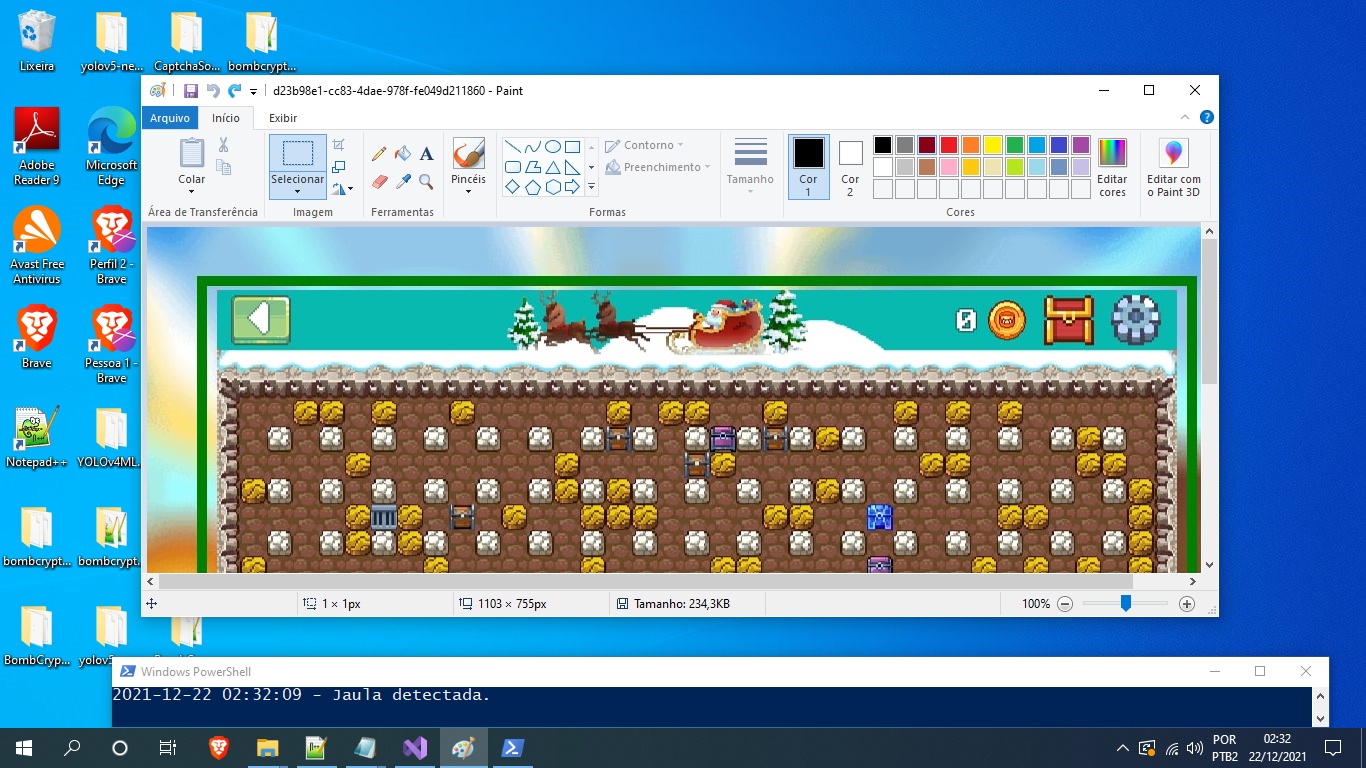 Lixeira
yolov5-ne...
CaptchaSo...
bombcrypt...
Adobe Reader 9
Microsoft Edge
Avast Free Antivirus
Perfil 2 - Brave
Brave
Pessoa 1 - Brave
Notepad++
YOLOv4ML...
bombcrypt...
bombcrypt...
BombCryp...
d23b98e1-cc83-4dae-978f-fe049d211860 - Paint
Arquivo
Início
Exibir
Colar
Selecionar
Pincéis
Contorno
Preenchimento
Tamanho
Cor 1
Cor 2
Editar cores
Editar com o Paint 3D
Área de Transferência
Imagem
Ferramentas
Formas
Cores
0
1 × 1px
1103 × 755px
Tamanho: 234,3KB
100%
Windows PowerShell
2021-12-22 02:32:09 - Jaula detectada.
POR
PTB2
02:32
22/12/2021